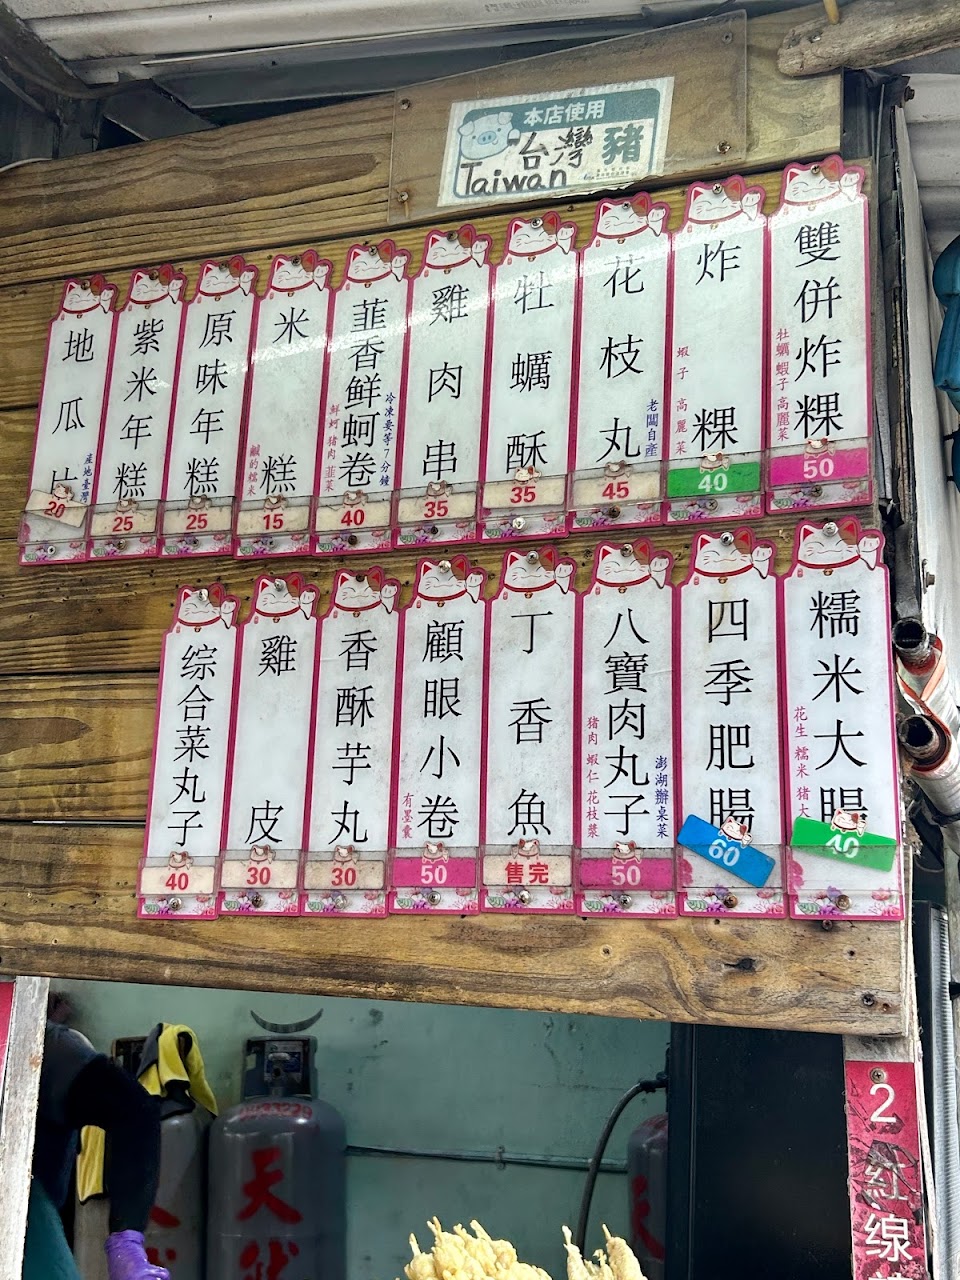 本店使用
台灣豬
Taiwan
雙併炸粿
牡蠣 蝦子 高麗菜
50
炸粿
蝦子 高麗菜
40
花枝丸
老闆自產
45
牡蠣酥
35
雞肉串
35
韭香鮮蚵卷
冷凍要等7分鐘
鮮蚵 豬肉 韭菜
40
米糕
鹹的糯米
15
原味年糕
25
紫米年糕
25
地瓜片
產地臺灣
20
糯米大腸
花生 糯米 豬大
40
四季肥腸
60
八寶肉丸子
澎湖辦桌菜
豬肉 蝦仁 花枝漿
50
丁香魚
售完
顧眼小卷
有墨囊
50
香酥芋丸
30
雞皮
30
综合菜丸子
40
天然
2
紅
線